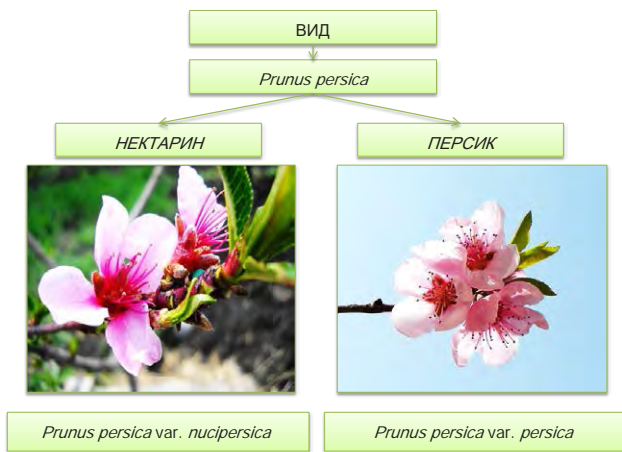 ВИД
Prunus persica
НЕКТАРИН
ПЕРСИК
Prunus persica var. nucipersica
Prunus persica var. persica